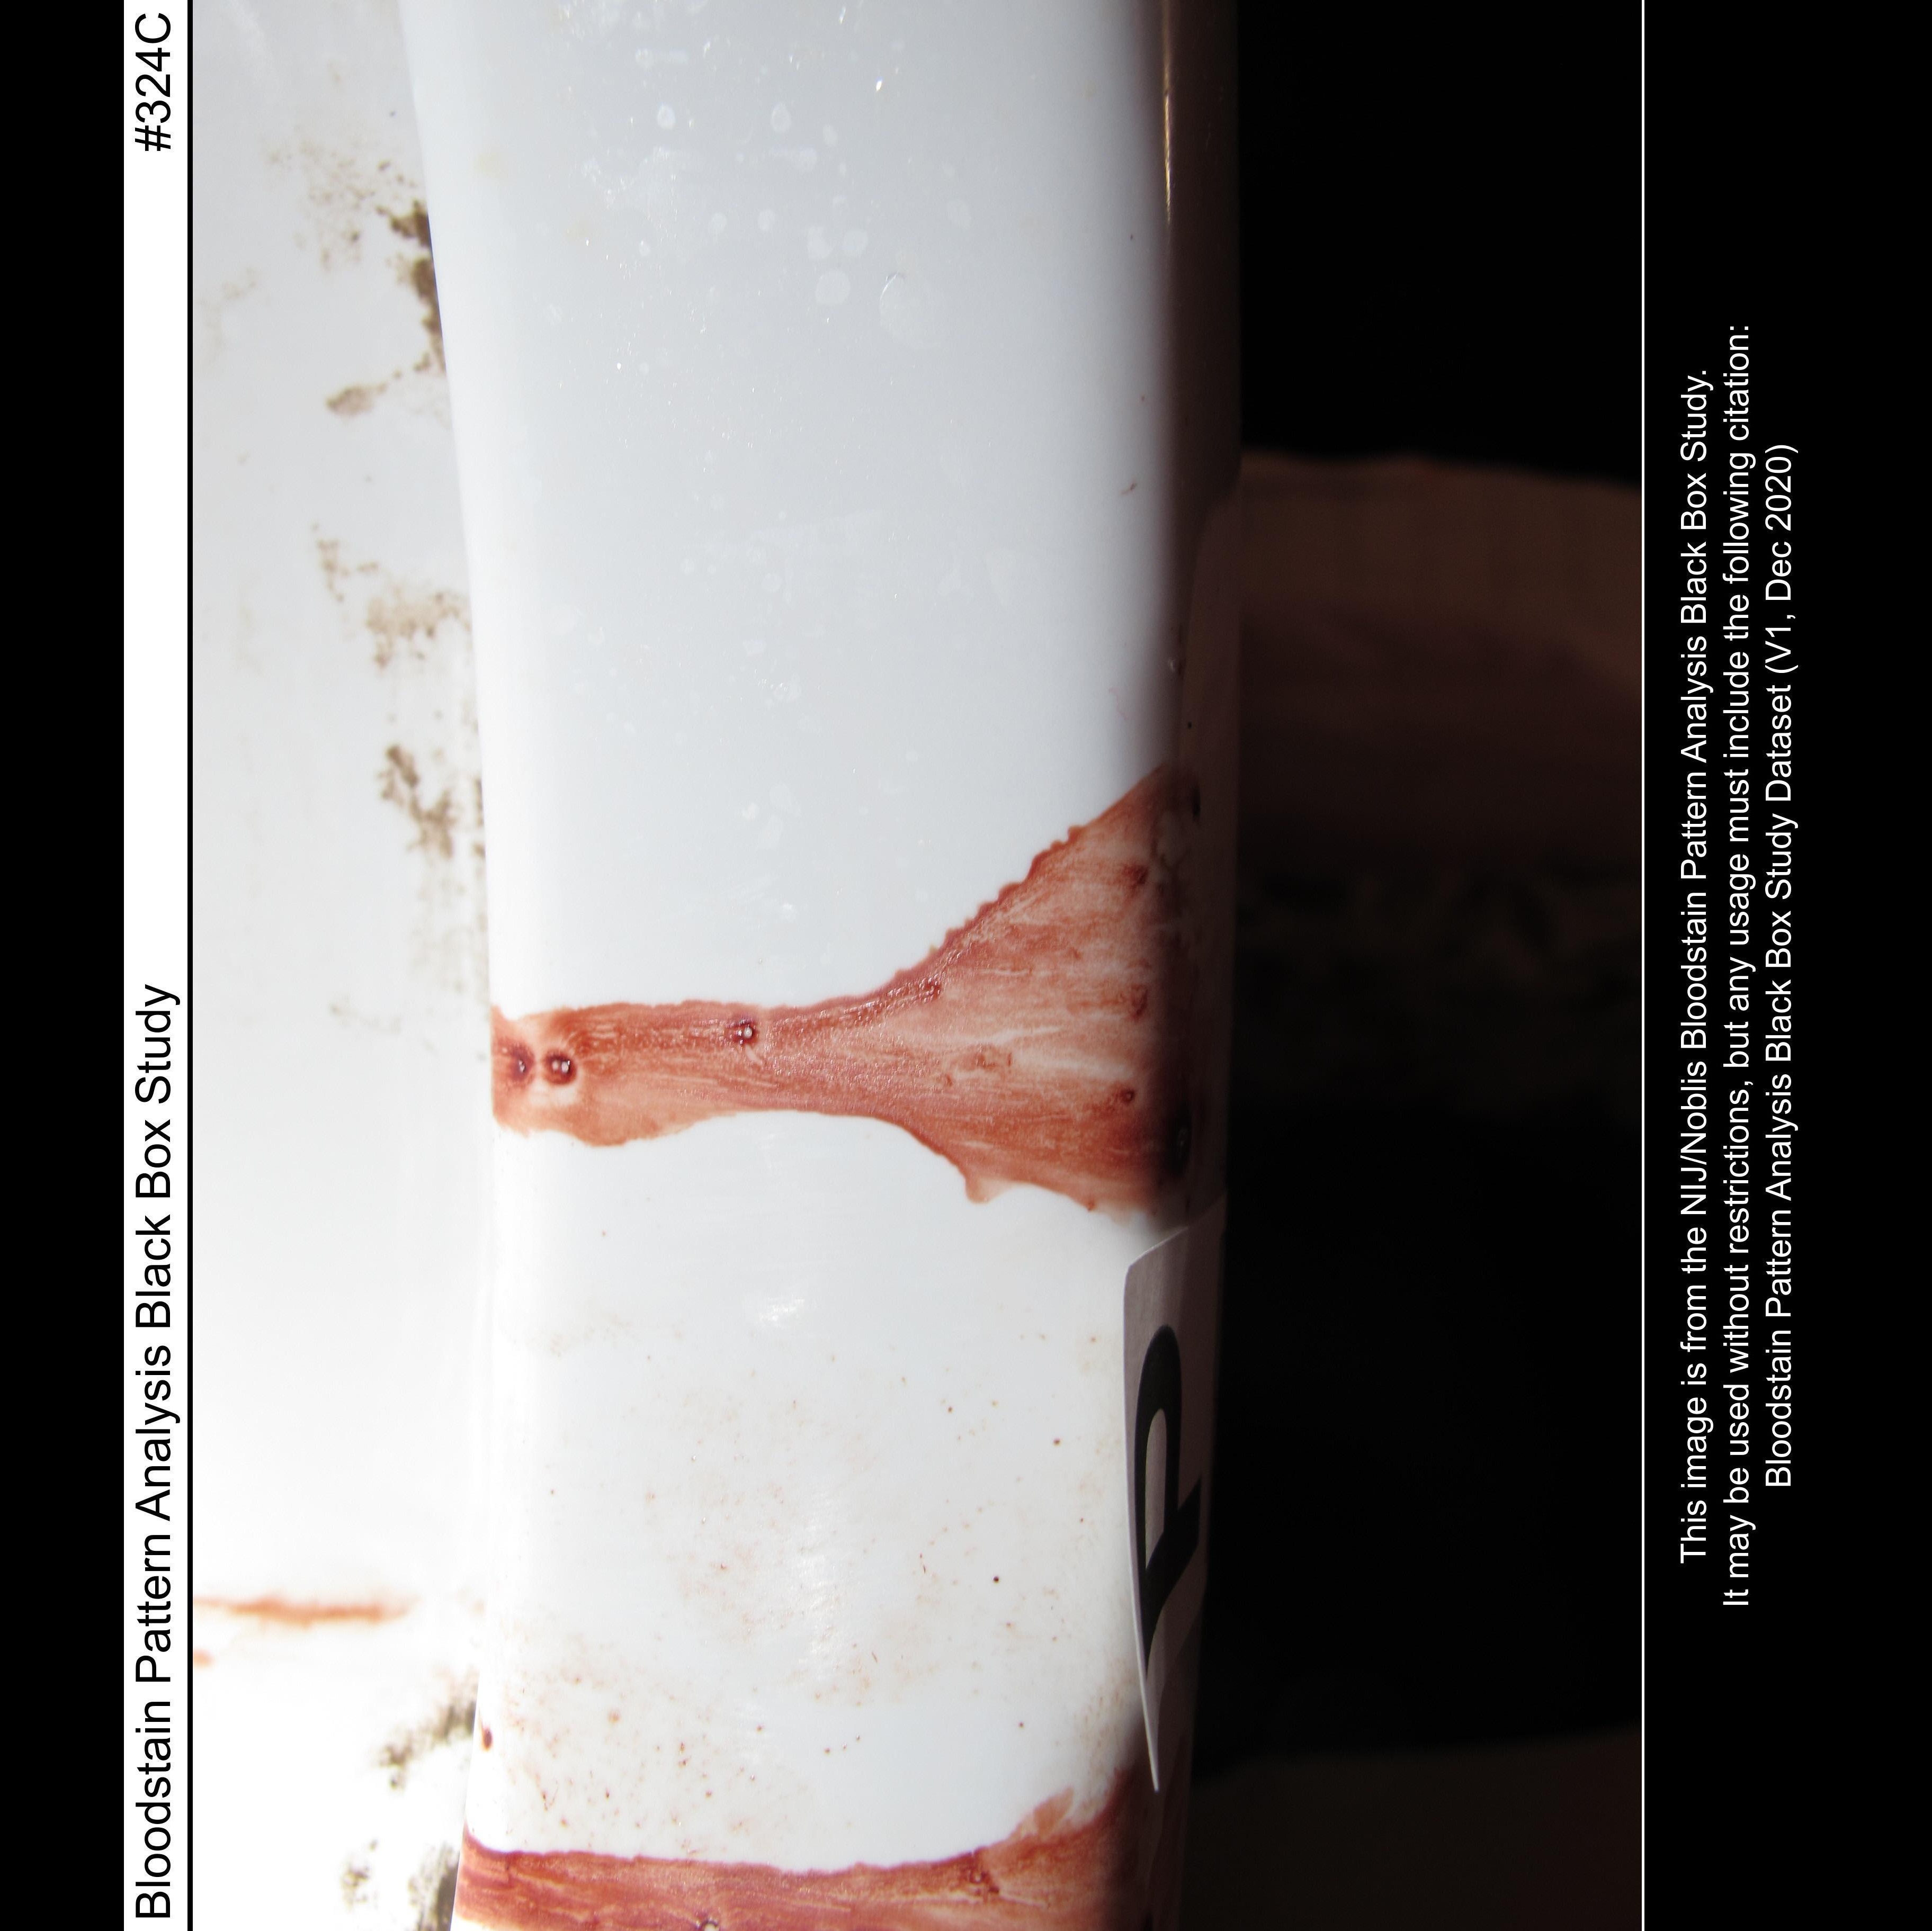 Bloodstain Pattern Analysis Black Box Study #324C
P
This image is from the NIJ/Noblis Bloodstain Pattern Analysis Black Box Study.
It may be used without restrictions, but any usage must include the following citation:
Bloodstain Pattern Analysis Black Box Study Dataset (V1, Dec 2020)